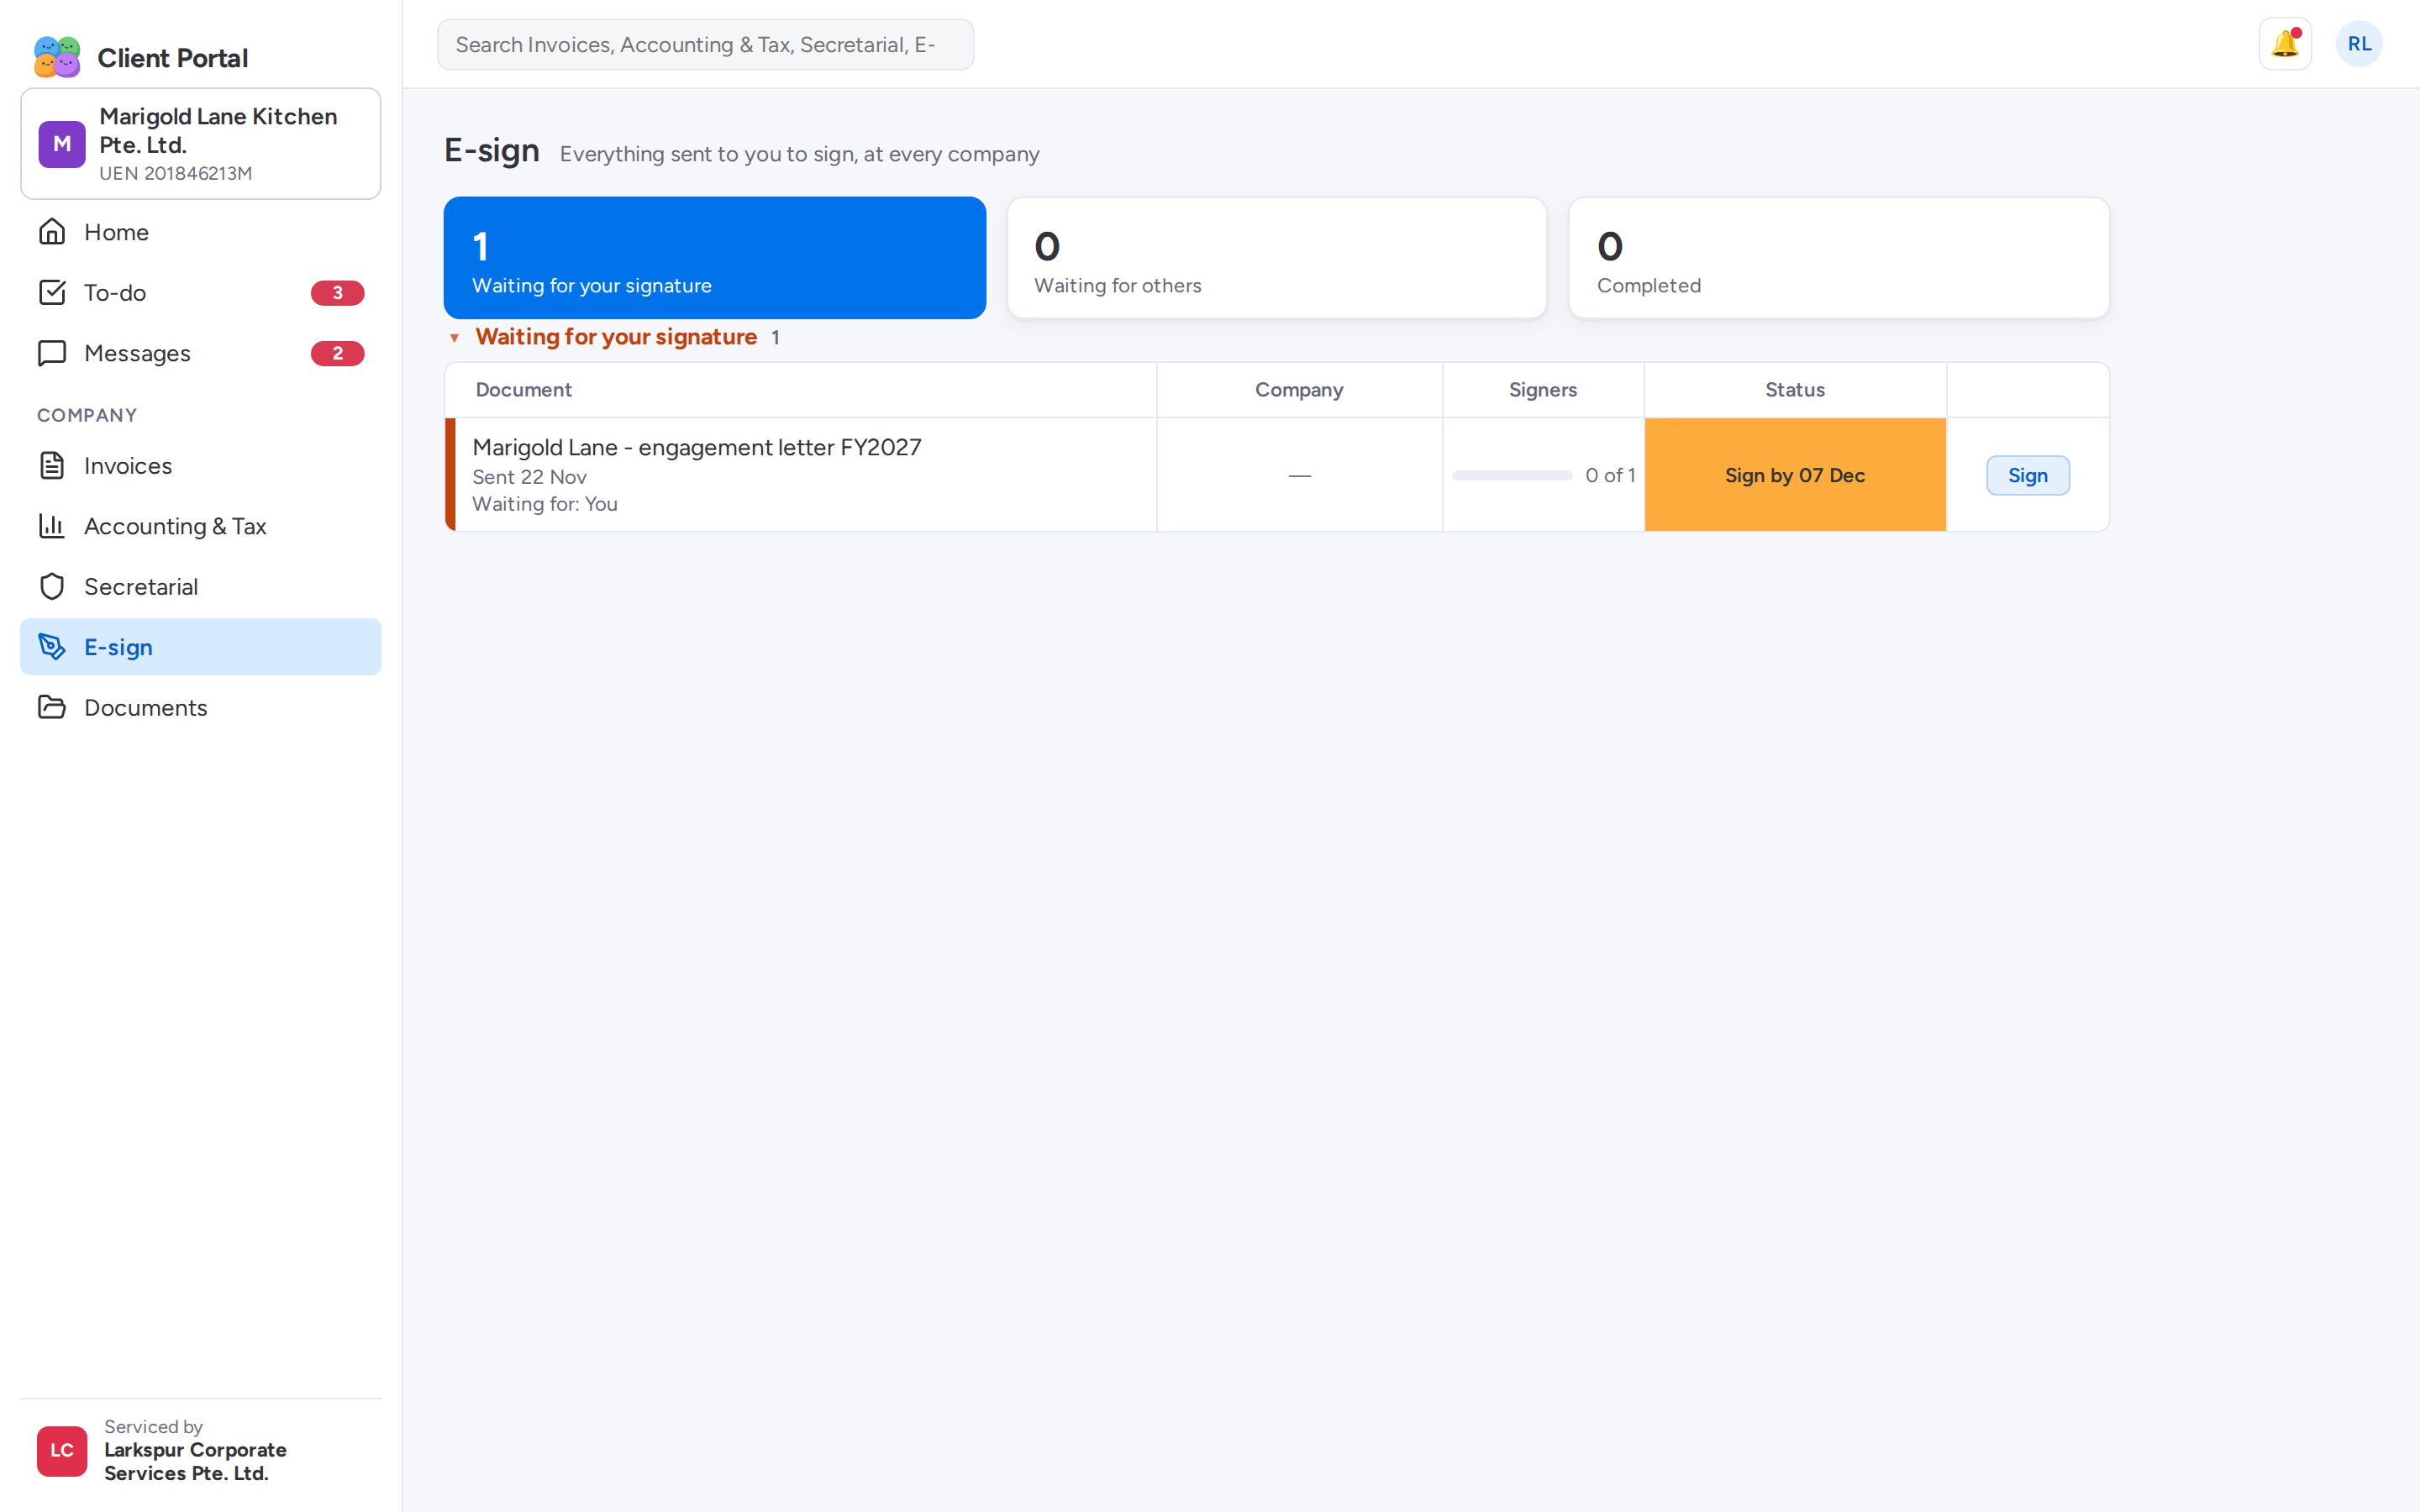 Client Portal
M
Marigold Lane Kitchen
Pte. Ltd.
UEN 201846213M
Home
To-do 3
Messages 2
COMPANY
Invoices
Accounting & Tax
Secretarial
E-sign
Documents
LC
Serviced by
Larkspur Corporate
Services Pte. Ltd.
Search Invoices, Accounting & Tax, Secretarial, E-
RL
E-sign Everything sent to you to sign, at every company
1
Waiting for your signature
0
Waiting for others
0
Completed
Waiting for your signature 1
Document Company Signers Status
Marigold Lane - engagement letter FY2027
Sent 22 Nov
Waiting for: You
— 0 of 1 Sign by 07 Dec Sign